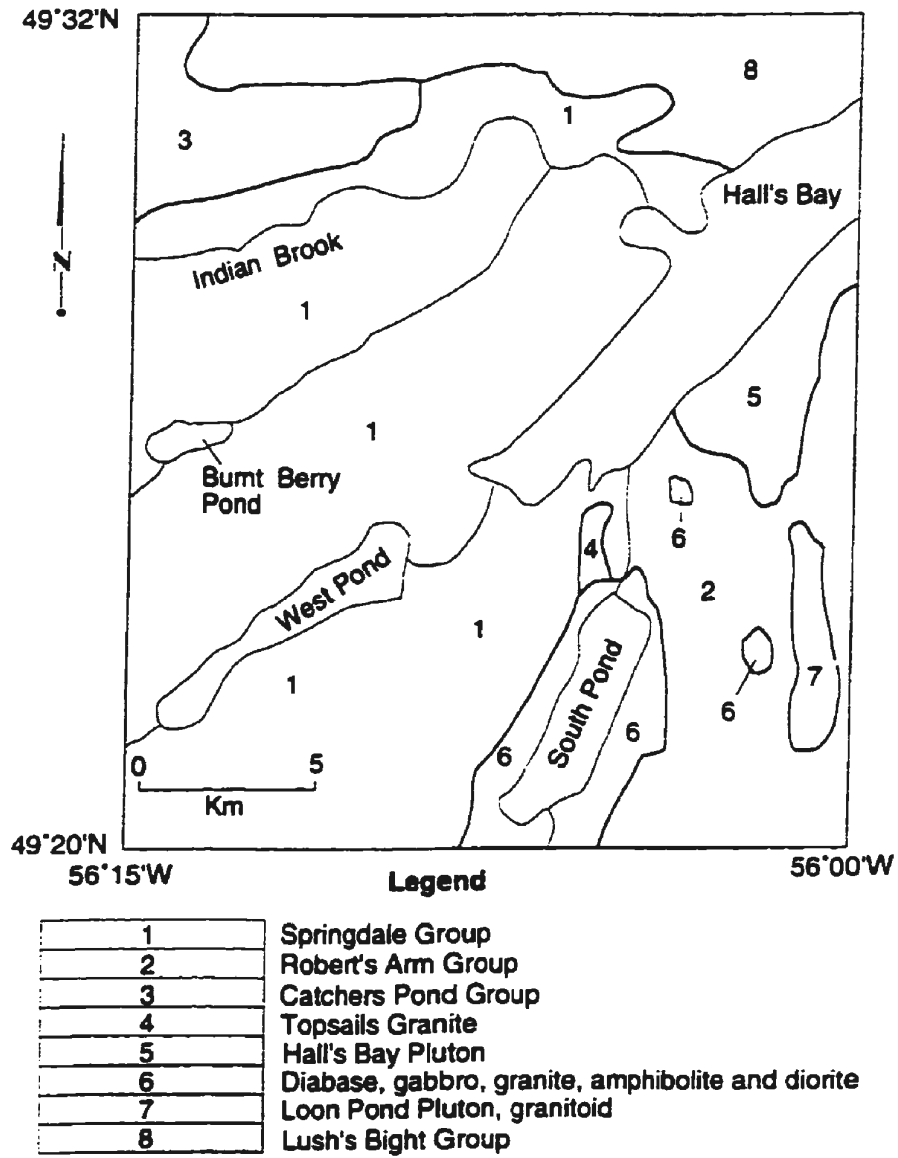 49°32'N
8
1
3
Hall's Bay
N
Indian Brook
1
5
1
Burnt Berry
Pond
6
4
West Pond
2
1
South Pond
6
7
1
6
6
0 5
Km
49°20'N
56°15'W
56°00'W
Legend
1 Springdale Group
2 Robert's Arm Group
3 Catchers Pond Group
4 Topsails Granite
5 Hall's Bay Pluton
6 Diabase, gabbro, granite, amphibolite and diorite
7 Loon Pond Pluton, granitoid
8 Lush's Bight Group